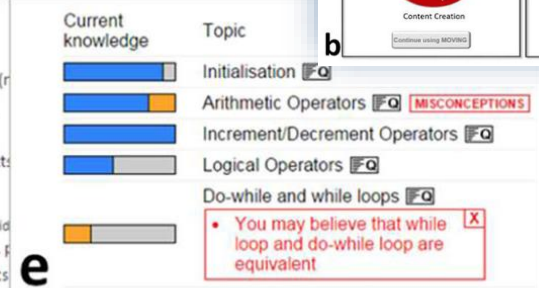 Content Creation
b
Continue using MOVING
Current knowledge
Topic
Initialisation Q
Arithmetic Operators Q MISCONCEPTIONS
Increment/Decrement Operators Q
Logical Operators Q
Do-while and while loops Q
• You may believe that while X
loop and do-while loop are
equivalent
e